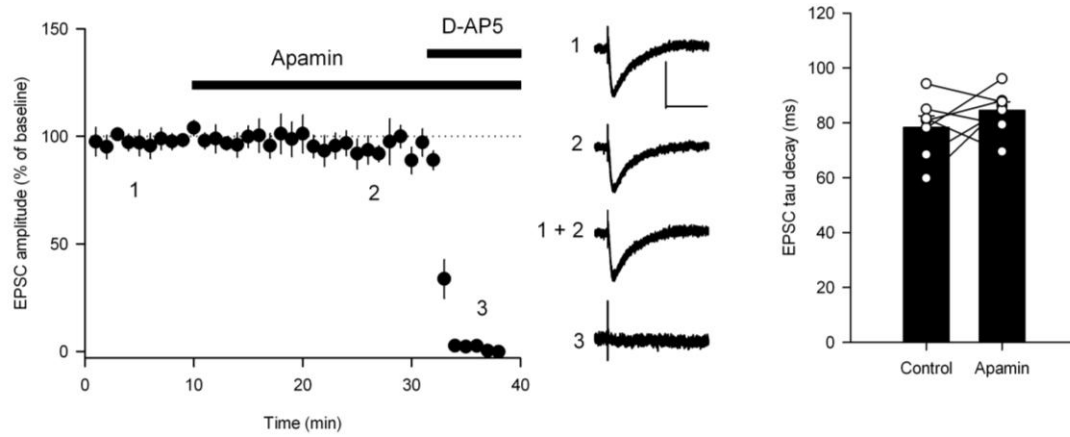 EPSC amplitude (% of baseline)
150
100
50
0
0 10 20 30 40
Time (min)
D-AP5
Apamin
1
2
3
1
2
1 + 2
3
EPSC tau decay (ms)
120
100
80
60
40
20
0
Control Apamin